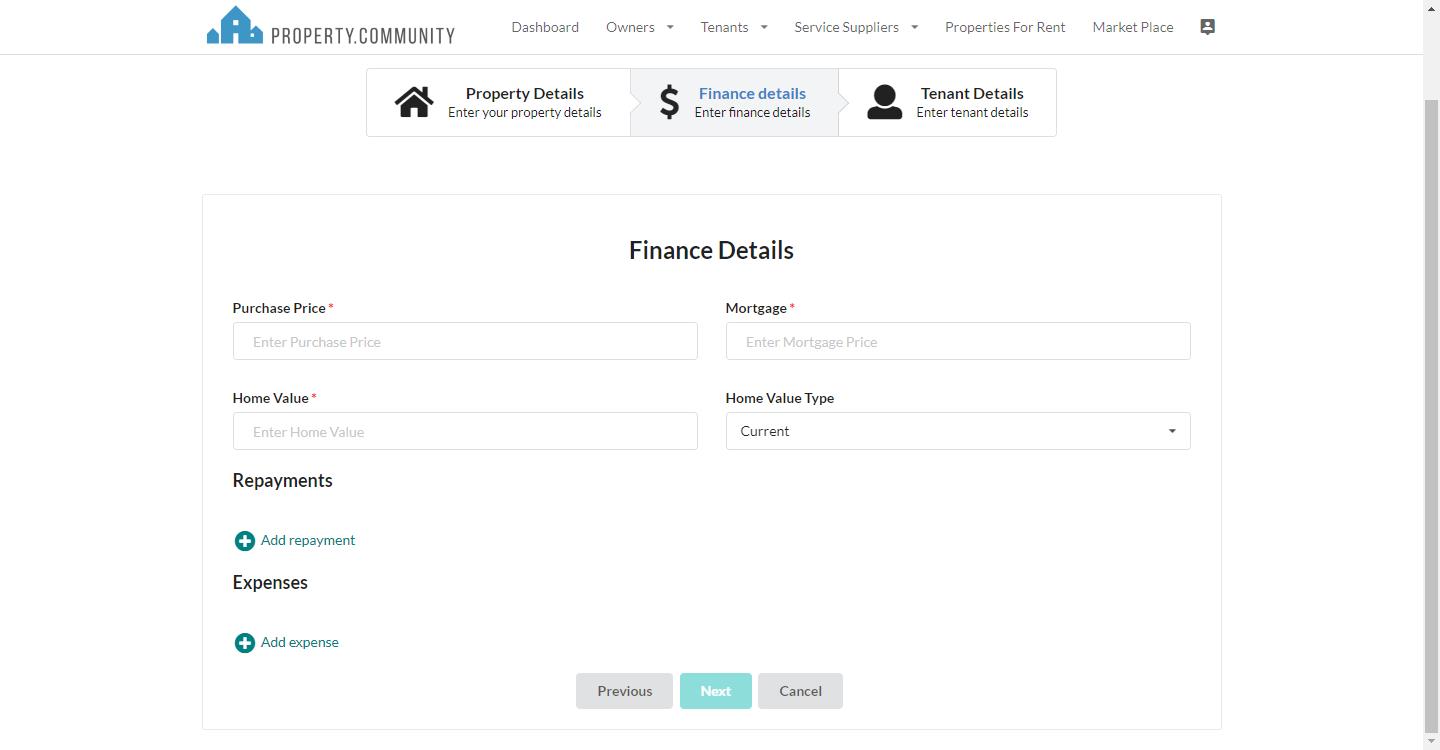 PROPERTY.COMMUNITY Dashboard Owners Tenants Service Suppliers Properties For Rent Market Place
Property Details Finance details Tenant Details
Enter your property details Enter finance details Enter tenant details
Finance Details
Purchase Price * Mortgage *
Enter Purchase Price Enter Mortgage Price
Home Value * Home Value Type
Enter Home Value Current
Repayments
Add repayment
Expenses
Add expense
Previous Next Cancel